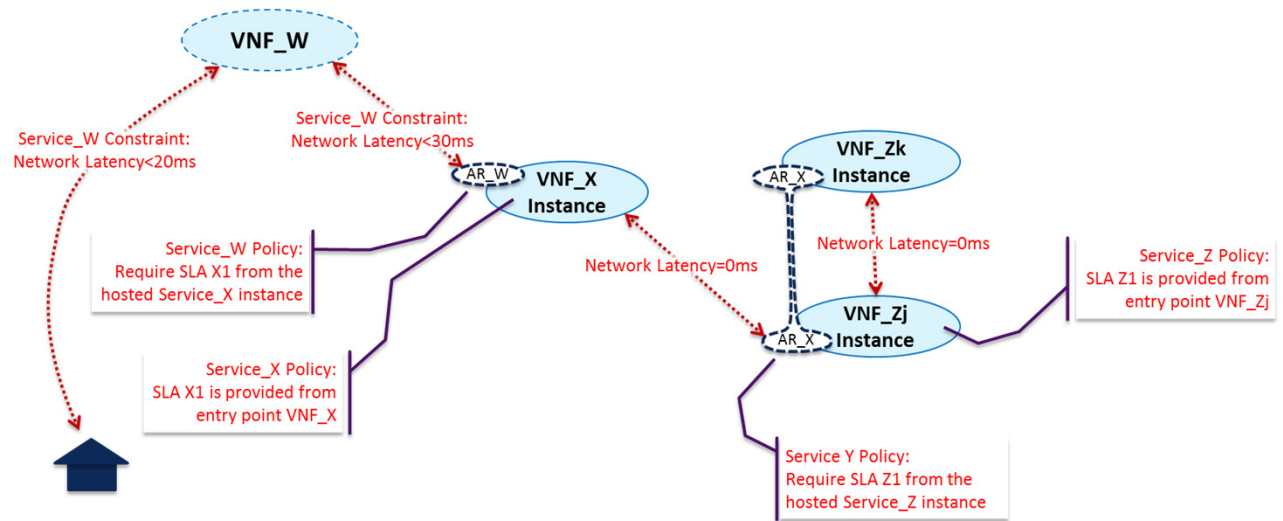 VNF_W
Service_W Constraint:
Network Latency<20ms
Service_W Constraint:
Network Latency<30ms
AR_W
VNF_X
Instance
VNF_Zk
Instance
AR_X
Network Latency=0ms
Network Latency=0ms
VNF_Zj
Instance
AR_X
Service_W Policy:
Require SLA X1 from the
hosted Service_X instance
Service_Z Policy:
SLA Z1 is provided from
entry point VNF_Zj
Service_X Policy:
SLA X1 is provided from
entry point VNF_X
Service Y Policy:
Require SLA Z1 from the
hosted Service_Z instance